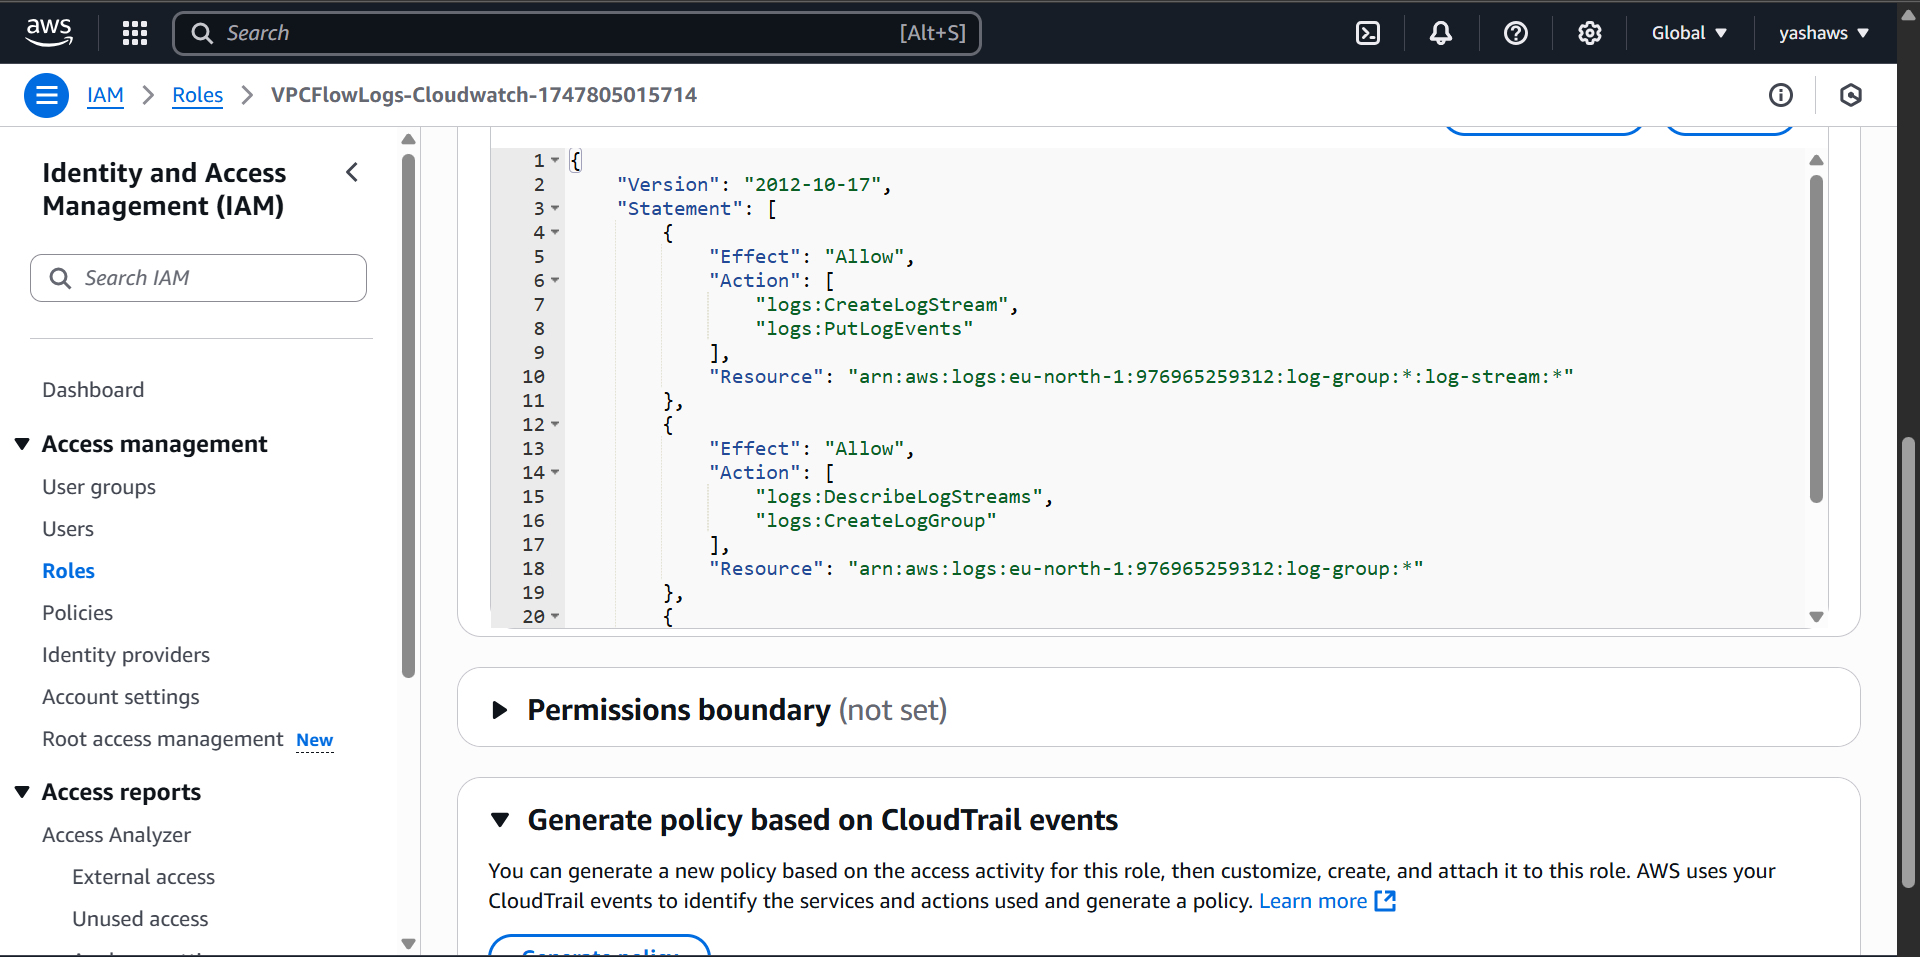 aws
Search
[Alt+S]
Global
yashaws
IAM
Roles
VPCFlowLogs-Cloudwatch-1747805015714
Identity and Access
Management (IAM)
Search IAM
Dashboard
Access management
User groups
Users
Roles
Policies
Identity providers
Account settings
Root access management New
Access reports
Access Analyzer
External access
Unused access
1 {
2 "Version": "2012-10-17",
3 "Statement": [
4 {
5 "Effect": "Allow",
6 "Action": [
7 "logs:CreateLogStream",
8 "logs:PutLogEvents"
9 ],
10 "Resource": "arn:aws:logs:eu-north-1:976965259312:log-group:*:log-stream:*"
11 },
12 {
13 "Effect": "Allow",
14 "Action": [
15 "logs:DescribeLogStreams",
16 "logs:CreateLogGroup"
17 ],
18 "Resource": "arn:aws:logs:eu-north-1:976965259312:log-group:*"
19 },
20 {
Permissions boundary (not set)
Generate policy based on CloudTrail events
You can generate a new policy based on the access activity for this role, then customize, create, and attach it to this role. AWS uses your
CloudTrail events to identify the services and actions used and generate a policy. Learn more
Generate policy